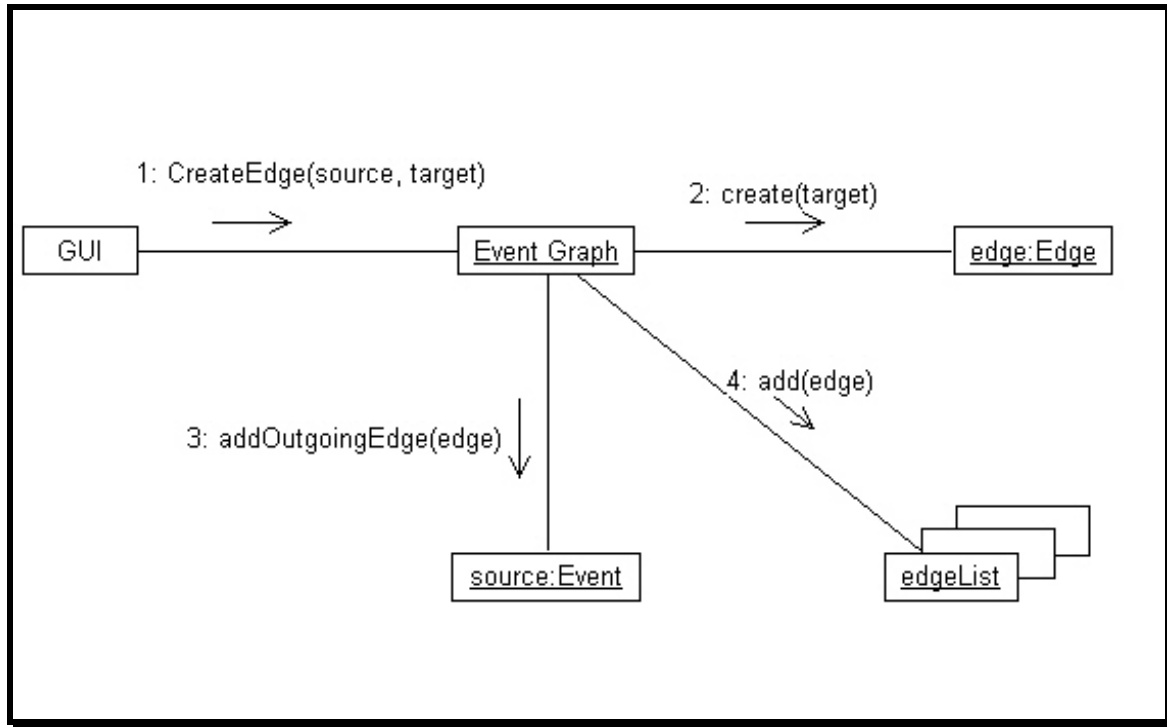 1: CreateEdge(source, target)
2: create(target)
GUI
Event Graph
edge:Edge
4: add(edge)
3: addOutgoingEdge(edge)
source:Event
edgeList